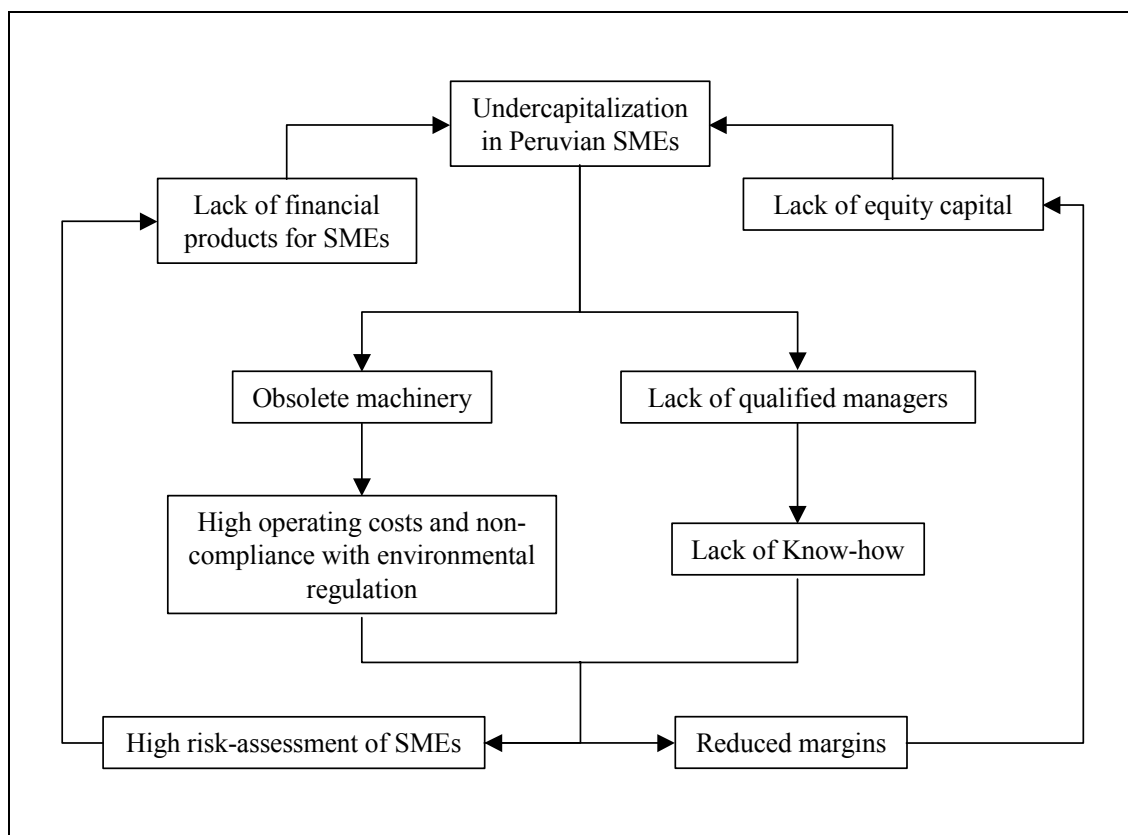 Undercapitalization
in Peruvian SMEs
Lack of financial
products for SMEs
Lack of equity capital
Obsolete machinery
Lack of qualified managers
High operating costs and non-
compliance with environmental
regulation
Lack of Know-how
High risk-assessment of SMEs
Reduced margins